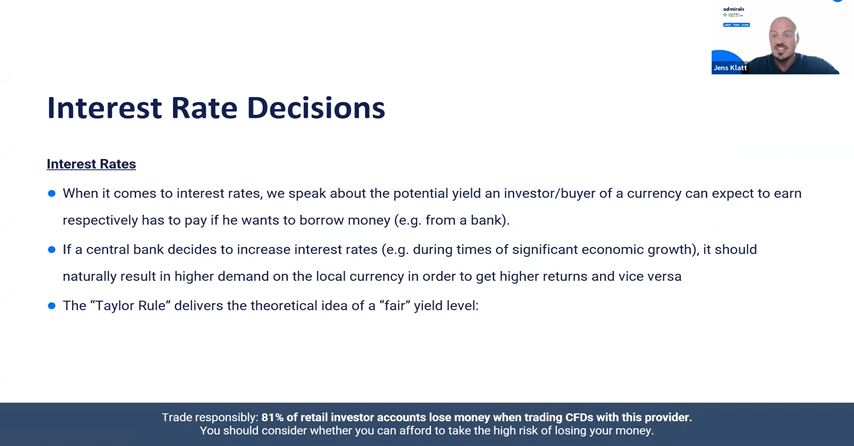 admirals
Jens Klatt
Interest Rate Decisions
Interest Rates
When it comes to interest rates, we speak about the potential yield an investor/buyer of a currency can expect to earn
respectively has to pay if he wants to borrow money (e.g. from a bank).
If a central bank decides to increase interest rates (e.g. during times of significant economic growth), it should
naturally result in higher demand on the local currency in order to get higher returns and vice versa
The “Taylor Rule” delivers the theoretical idea of a “fair” yield level:
Trade responsibly: 81% of retail investor accounts lose money when trading CFDs with this provider.
You should consider whether you can afford to take the high risk of losing your money.